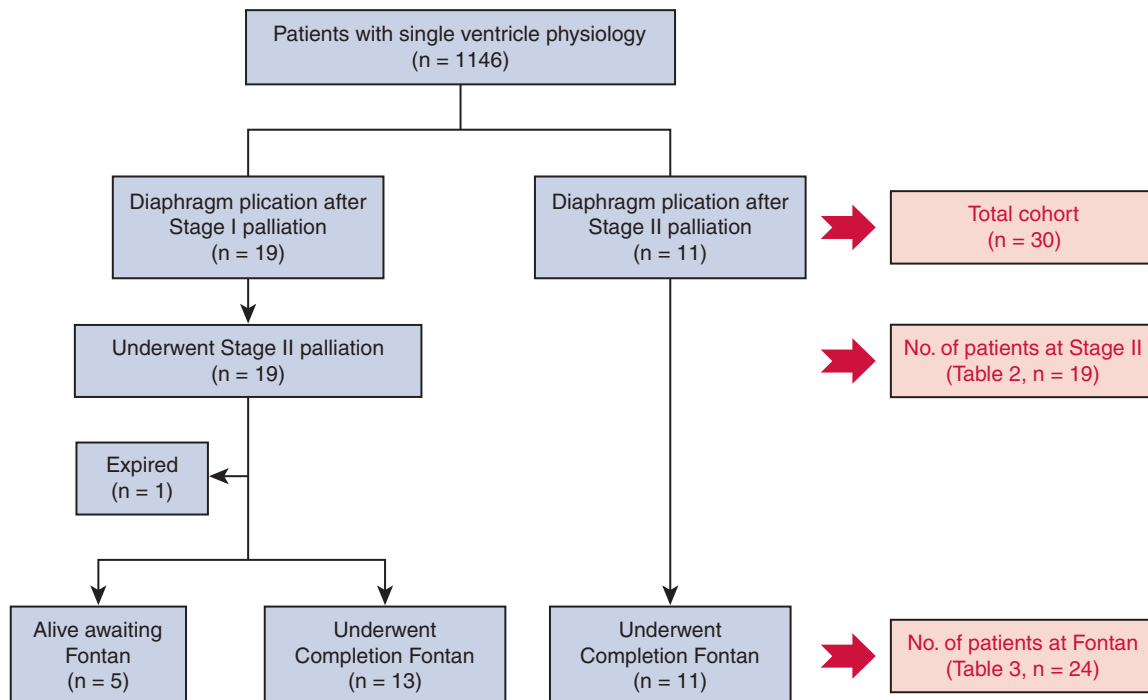 Patients with single ventricle physiology
(n = 1146)
Diaphragm plication after
Stage I palliation
(n = 19)
Diaphragm plication after
Stage II palliation
(n = 11)
Total cohort
(n = 30)
Underwent Stage II palliation
(n = 19)
No. of patients at Stage II
(Table 2, n = 19)
Expired
(n = 1)
Alive awaiting
Fontan
(n = 5)
Underwent
Completion Fontan
(n = 13)
Underwent
Completion Fontan
(n = 11)
No. of patients at Fontan
(Table 3, n = 24)